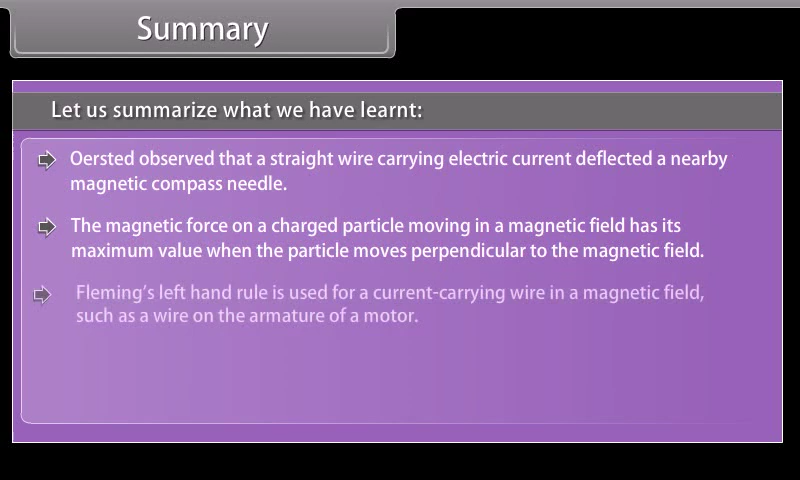 Summary
Let us summarize what we have learnt:
Oersted observed that a straight wire carrying electric current deflected a nearby
magnetic compass needle.
The magnetic force on a charged particle moving in a magnetic field has its
maximum value when the particle moves perpendicular to the magnetic field.
Fleming's left hand rule is used for a current-carrying wire in a magnetic field,
such as a wire on the armature of a motor.